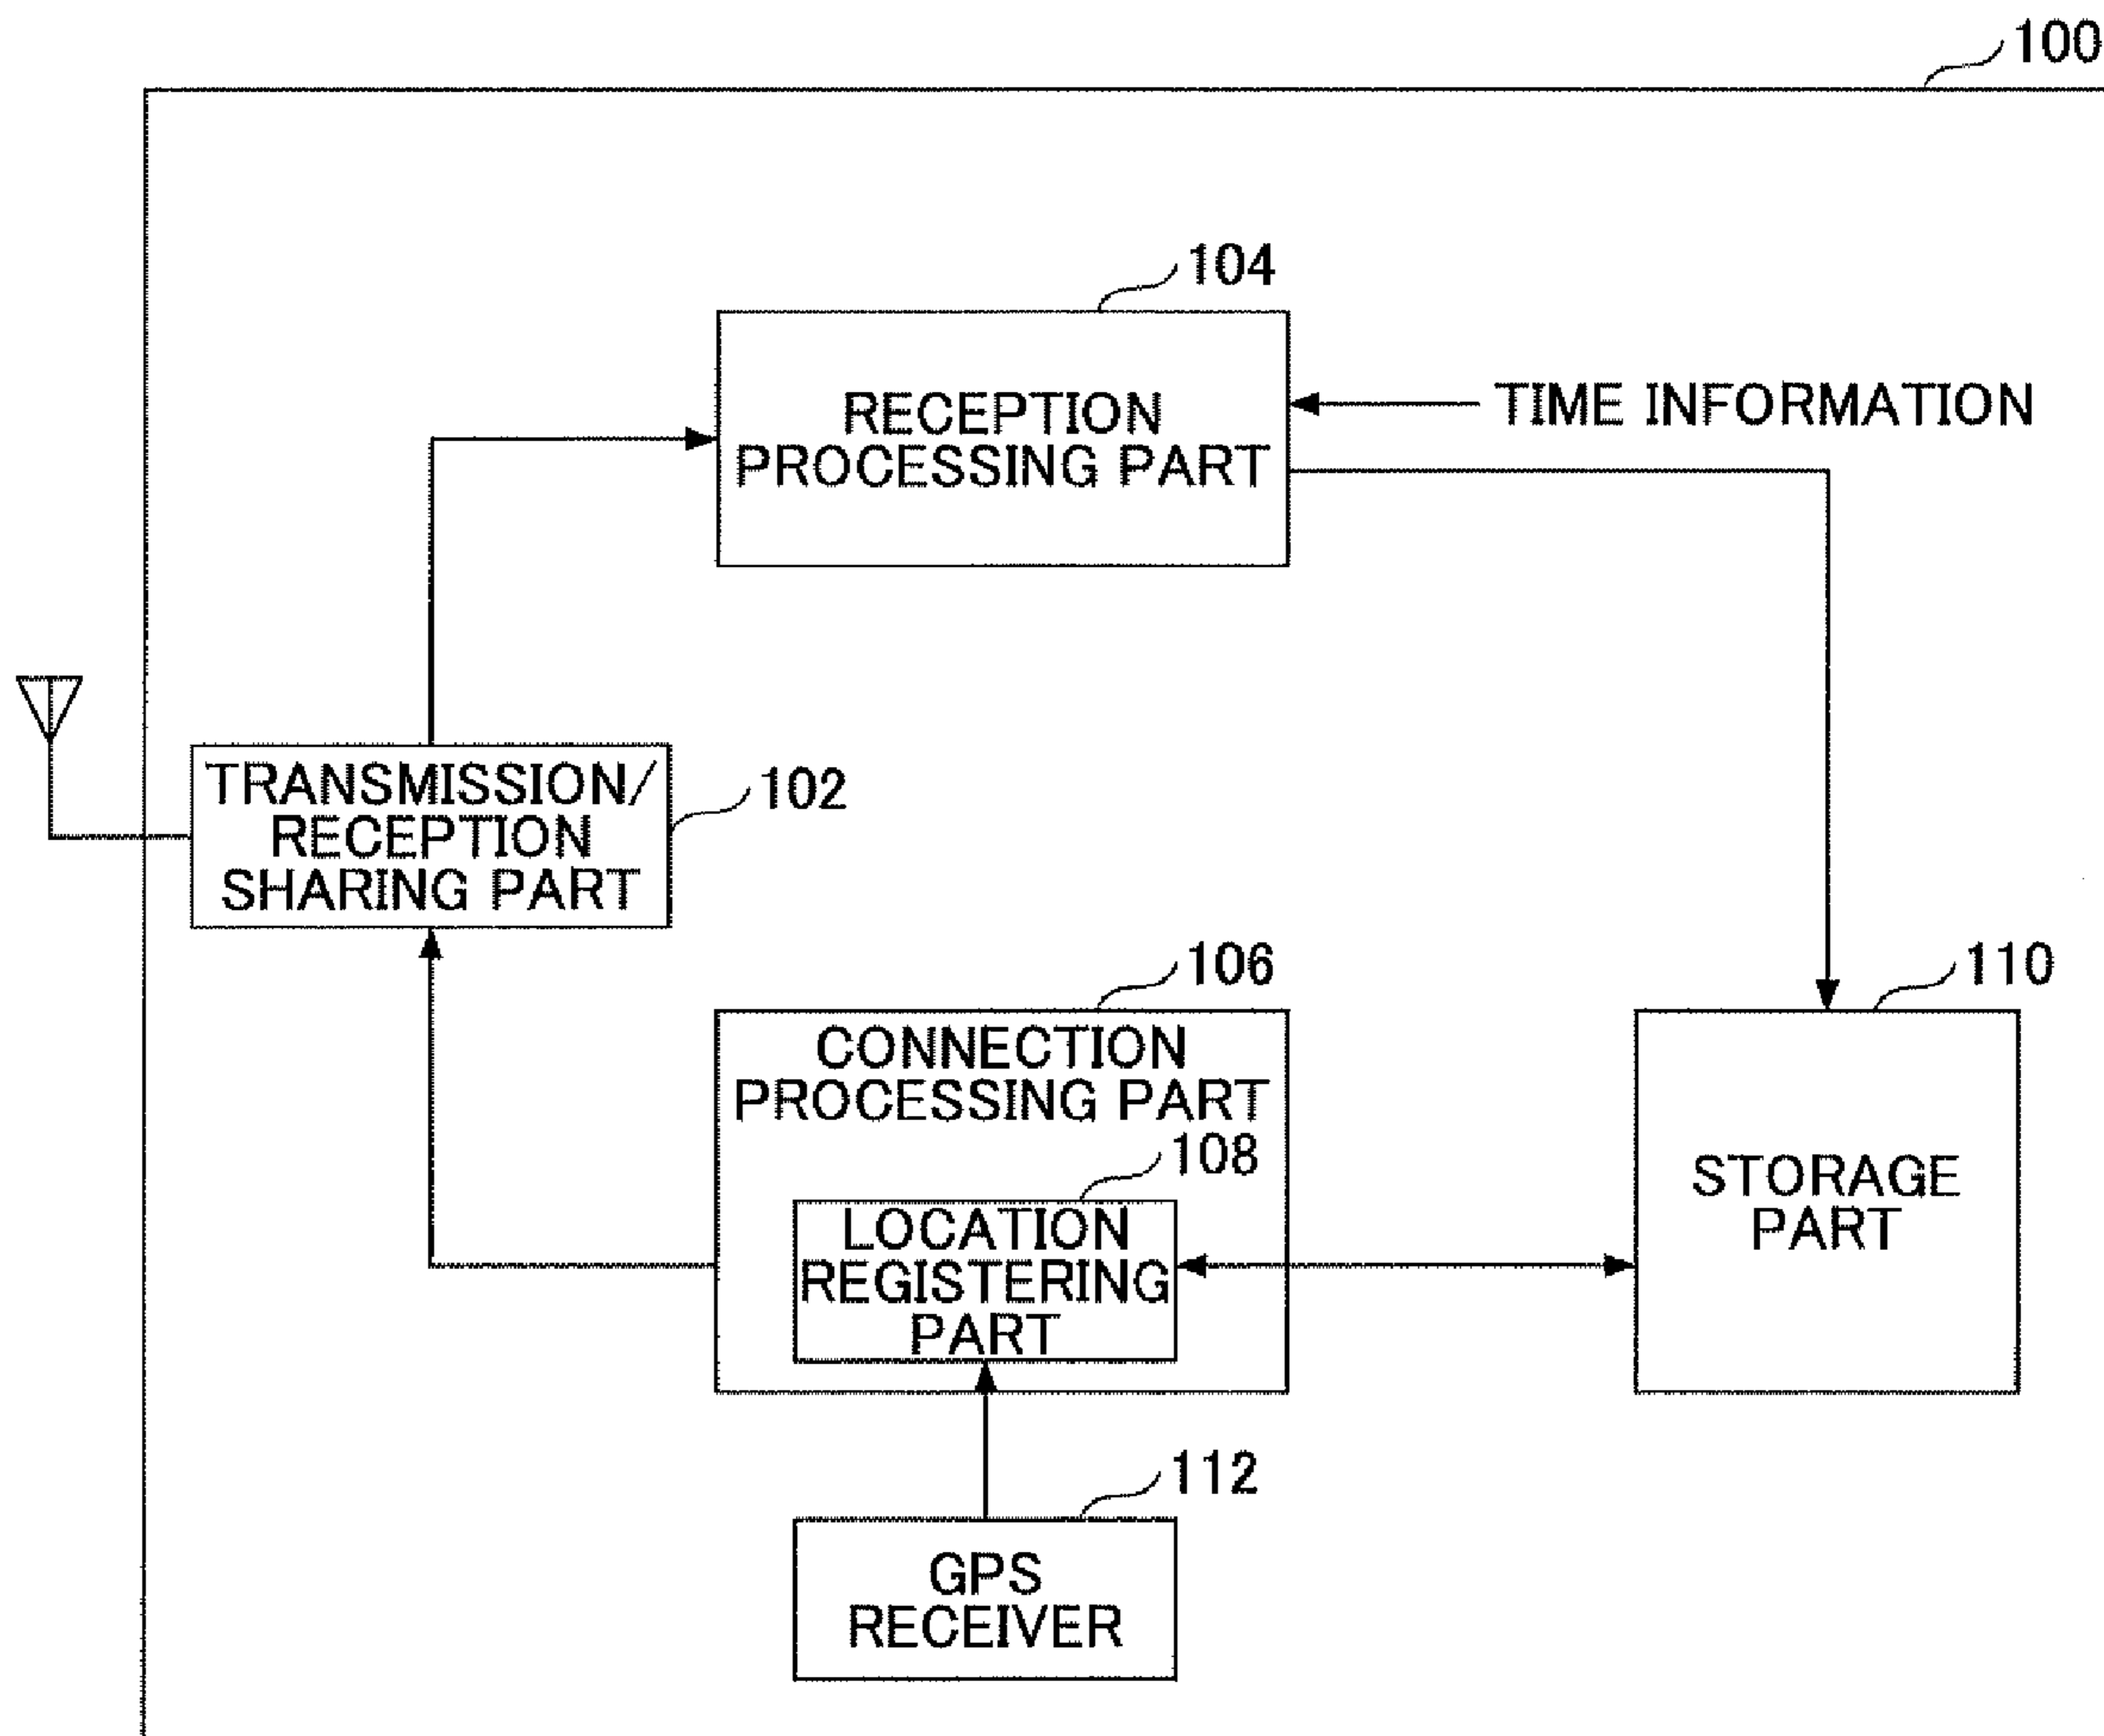 100
104
RECEPTION
PROCESSING PART
TIME INFORMATION
TRANSMISSION/
RECEPTION
SHARING PART
102
106
CONNECTION
PROCESSING PART
108
LOCATION
REGISTERING
PART
110
STORAGE
PART
112
GPS
RECEIVER